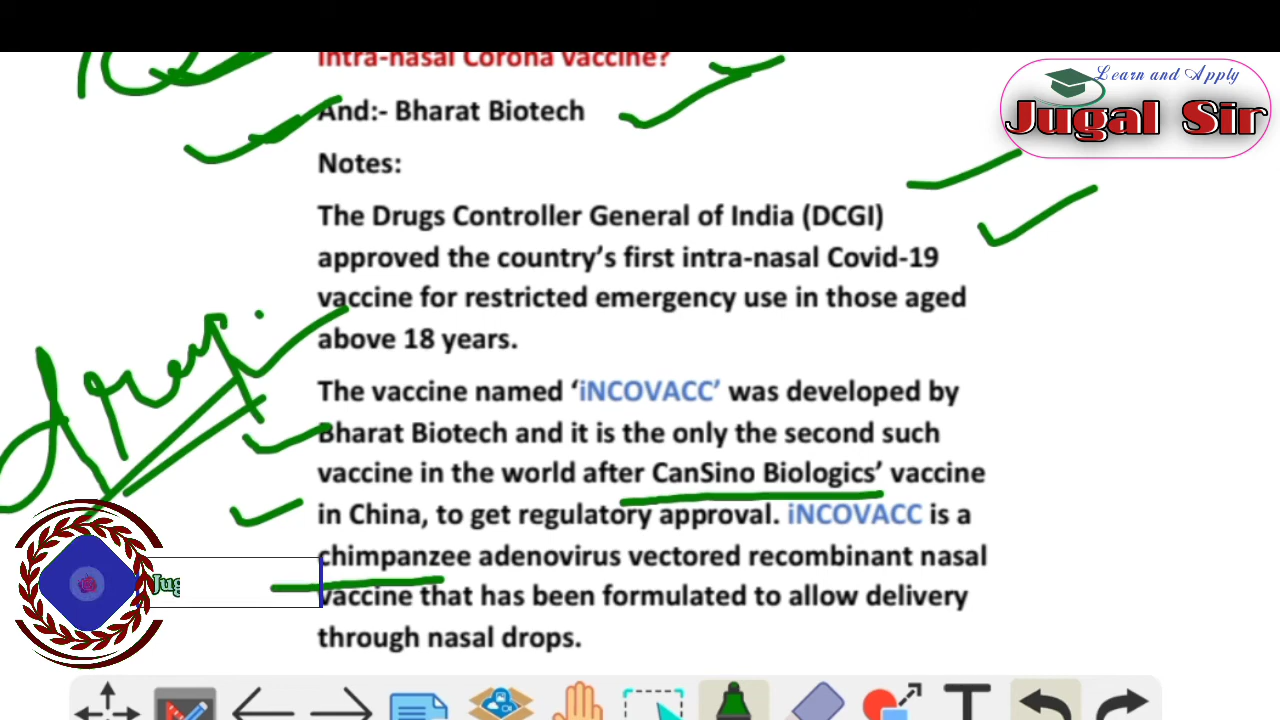 intra-nasal Corona vaccine?
And:- Bharat Biotech
Notes:
The Drugs Controller General of India (DCGI)
approved the country's first intra-nasal Covid-19
vaccine for restricted emergency use in those aged
above 18 years.
The vaccine named ‘iNCOVACC’ was developed by
Bharat Biotech and it is the only the second such
vaccine in the world after CanSino Biologics’ vaccine
in China, to get regulatory approval. iNCOVACC is a
chimpanzee adenovirus vectored recombinant nasal
vaccine that has been formulated to allow delivery
through nasal drops.
Learn and Apply
Jugal Sir
Jug
T